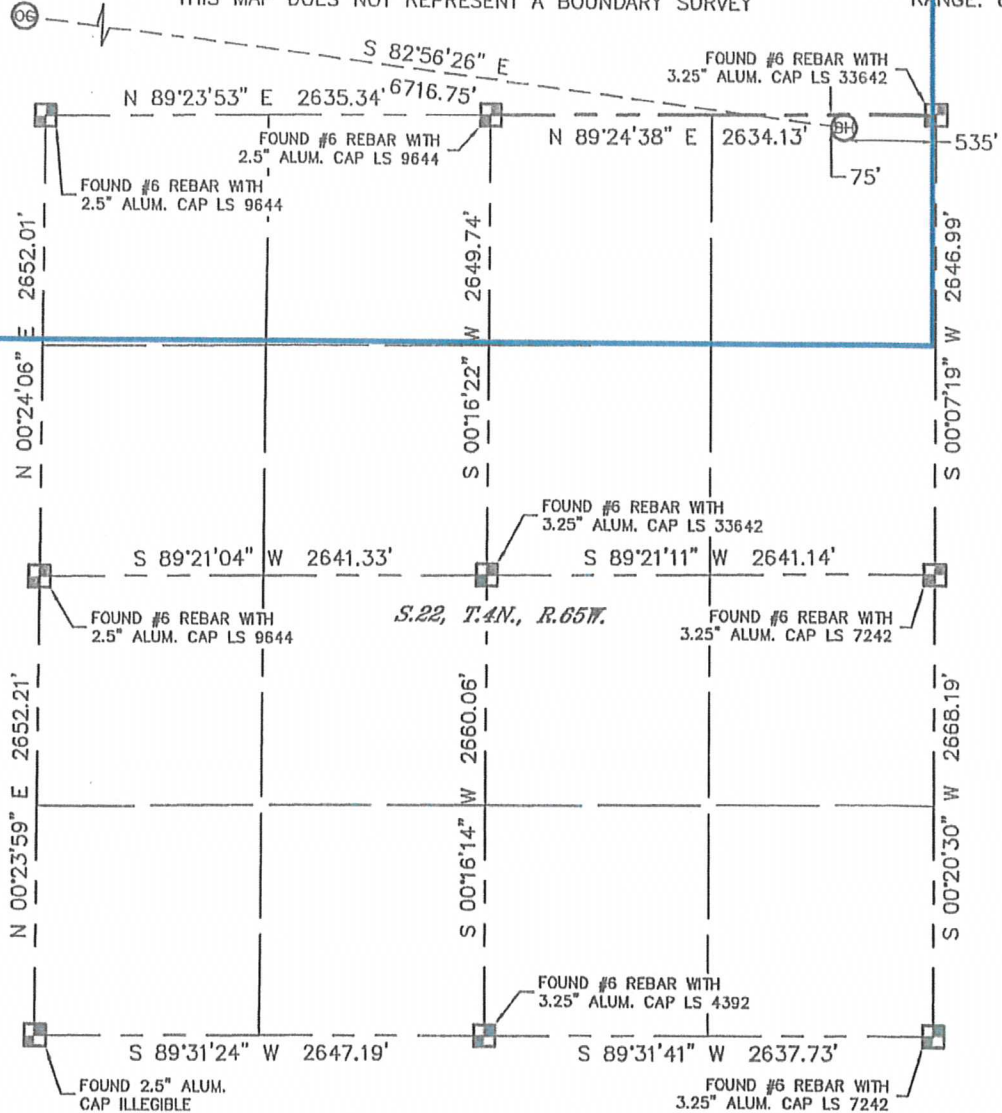 THIS MAP DOES NOT REPRESENT A BOUNDARY SURVEY
OG
S 82°56'26" E
6716.75'
FOUND #6 REBAR WITH
3.25" ALUM. CAP LS 33642
N 89°23'53" E 2635.34'
N 89°24'38" E 2634.13'
BH
535'
75'
FOUND #6 REBAR WITH
2.5" ALUM. CAP LS 9644
FOUND #6 REBAR WITH
2.5" ALUM. CAP LS 9644
N 00°24'06" E 2652.01'
S 00°16'22" W 2649.74'
S 00°07'19" W 2646.99'
FOUND #6 REBAR WITH
3.25" ALUM. CAP LS 33642
S 89°21'04" W 2641.33'
S 89°21'11" W 2641.14'
FOUND #6 REBAR WITH
2.5" ALUM. CAP LS 9644
S.22, T.4N., R.65W.
FOUND #6 REBAR WITH
3.25" ALUM. CAP LS 7242
N 00°23'59" E 2652.21'
S 00°16'14" W 2660.06'
S 00°20'30" W 2668.19'
FOUND #6 REBAR WITH
3.25" ALUM. CAP LS 4392
S 89°31'24" W 2647.19'
S 89°31'41" W 2637.73'
FOUND 2.5" ALUM.
CAP ILLEGIBLE
FOUND #6 REBAR WITH
3.25" ALUM. CAP LS 7242